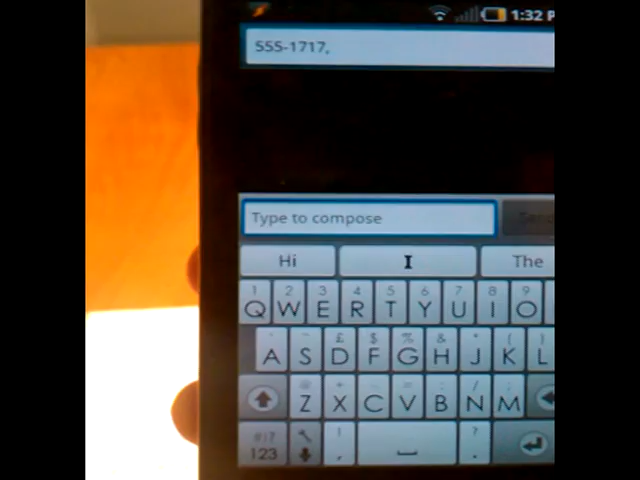 1:32 P
555-1717,
Type to compose
Send
Hi I The
1 2 3 4 5 6 7 8 9
Q W E R T Y U I O
£ $ % & ( )
A S D F G H J K L
Z X C V B N M
#!? ! ?
123 , .